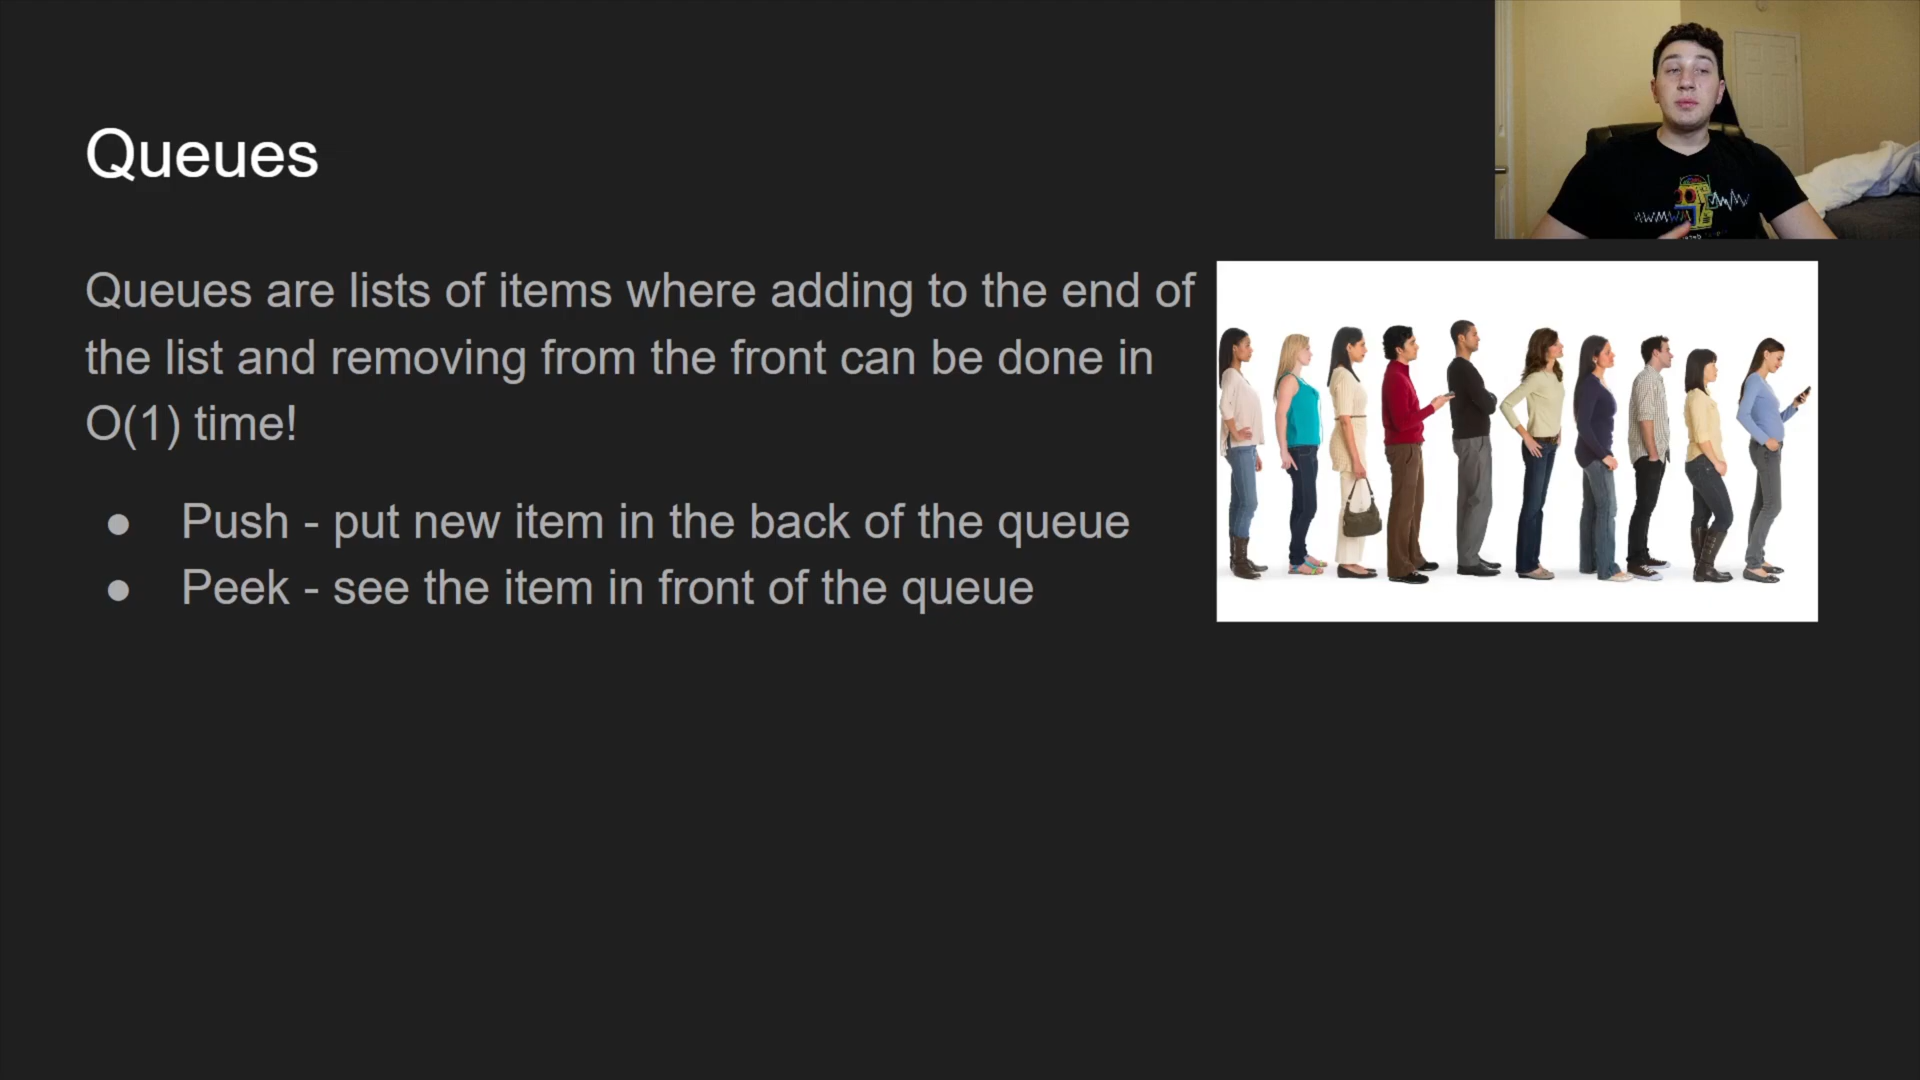 Queues
Queues are lists of items where adding to the end of
the list and removing from the front can be done in
O(1) time!
● Push - put new item in the back of the queue
● Peek - see the item in front of the queue